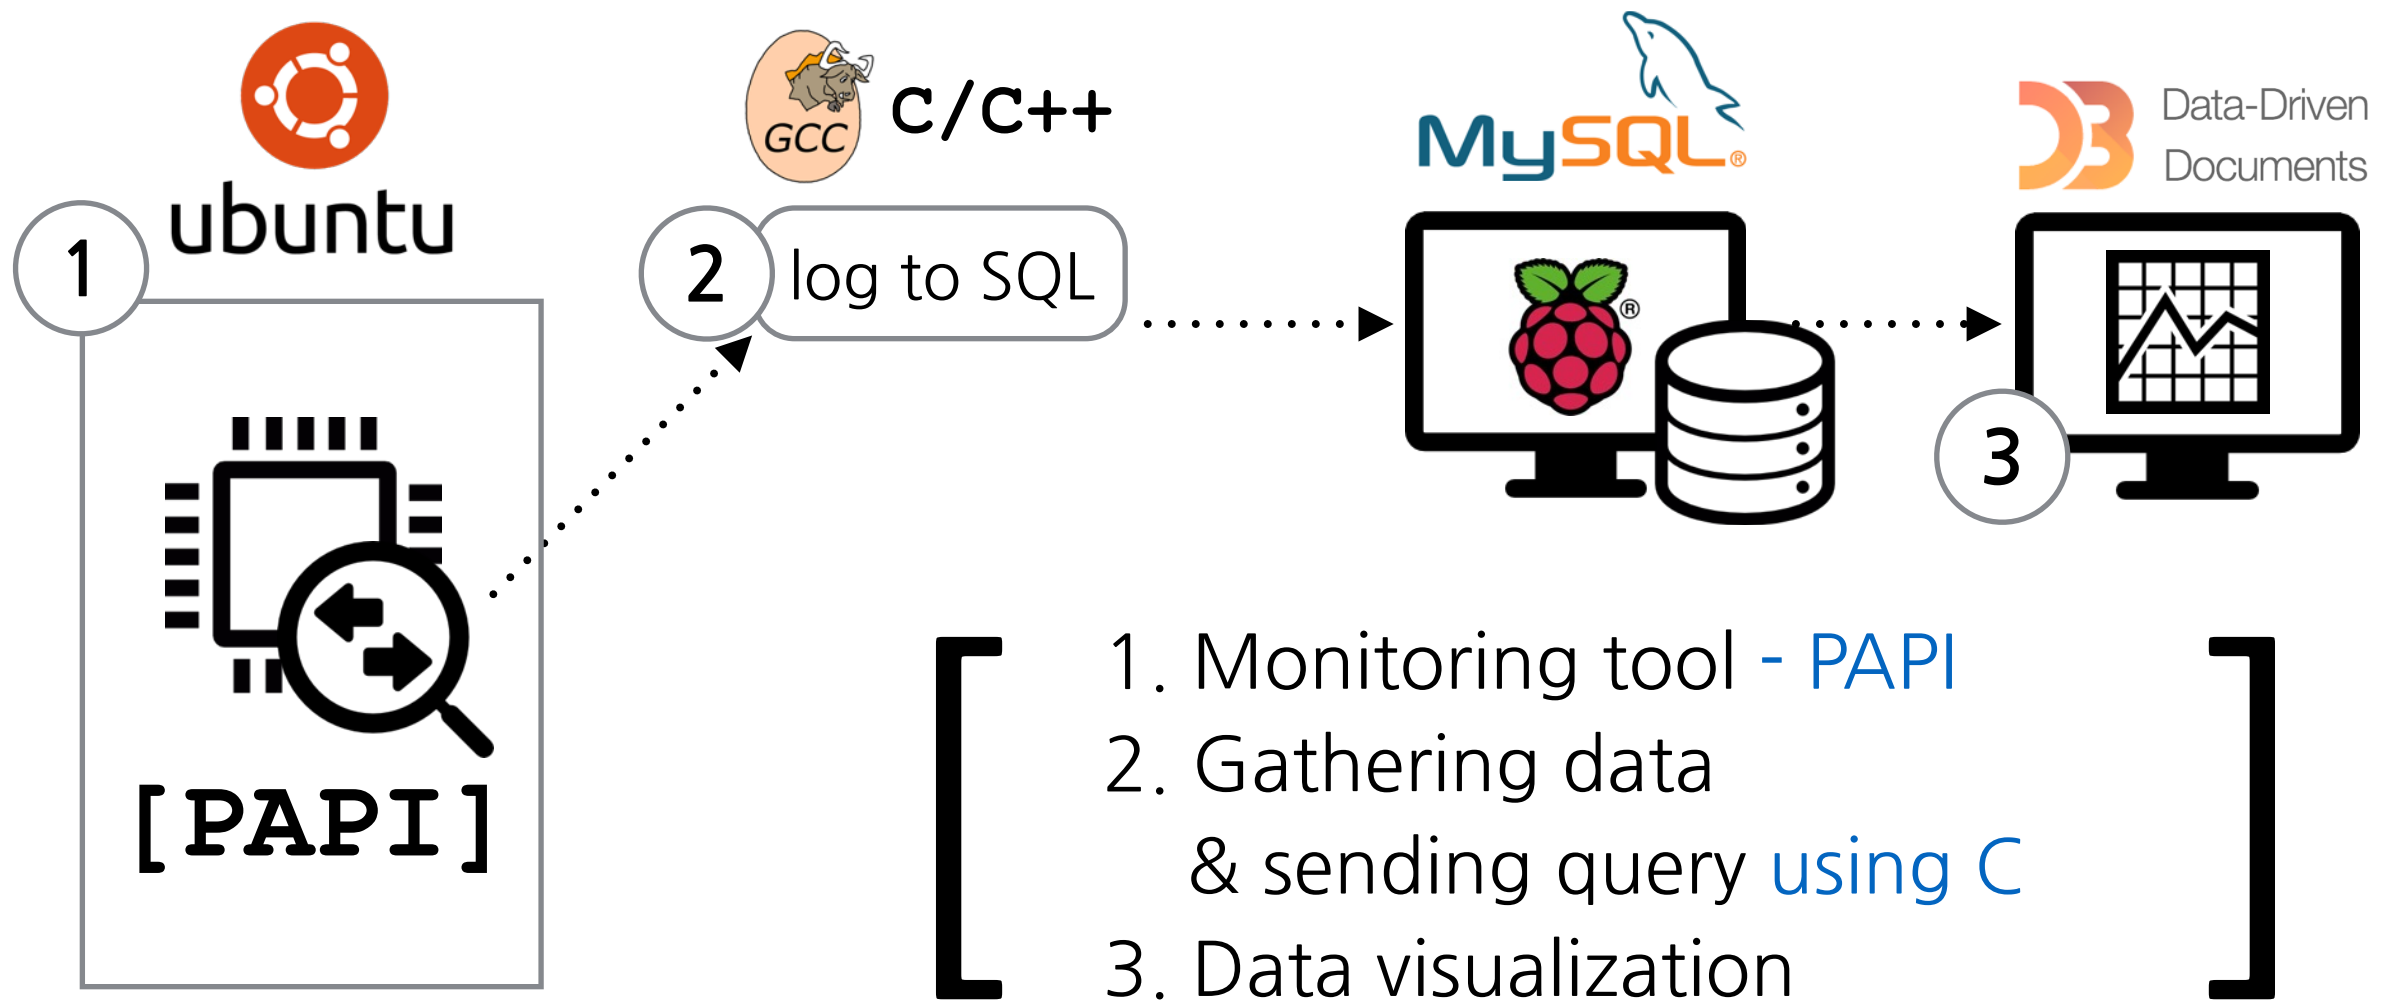 ubuntu
1
[PAPI]
GCC
C/C++
2
log to SQL
MySQL®
®
D3
Data-Driven
Documents
3
1. Monitoring tool - PAPI
2. Gathering data
& sending query using C
3. Data visualization